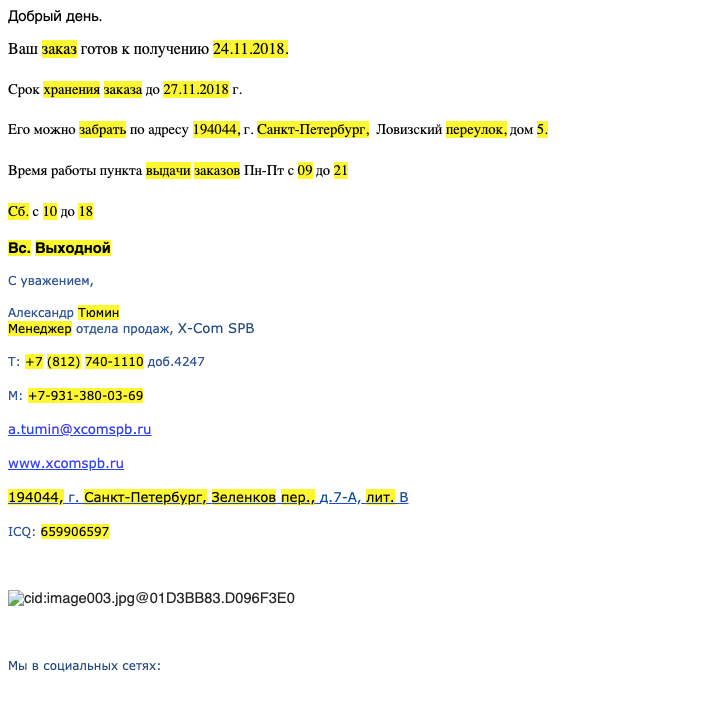 Добрый день.
Ваш заказ готов к получению 24.11.2018.
Срок хранения заказа до 27.11.2018 г.
Его можно забрать по адресу 194044, г. Санкт-Петербург, Ловизский переулок, дом 5.
Время работы пункта выдачи заказов Пн-Пт с 09 до 21
Сб. с 10 до 18
Вс. Выходной
С уважением,
Александр Тюмин
Менеджер отдела продаж, X-Com SPB
Т: +7 (812) 740-1110 доб.4247
М: +7-931-380-03-69
a.tumin@xcomspb.ru
www.xcomspb.ru
194044, г. Санкт-Петербург, Зеленков пер., д.7-А, лит. В
ICQ: 659906597
cid:image003.jpg@01D3BB83.D096F3E0
Мы в социальных сетях: